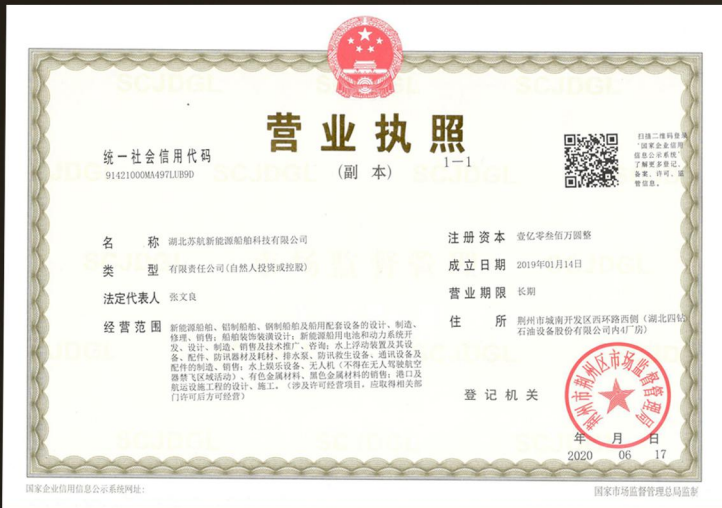 营业执照
(副 本)
1-1
统一社会信用代码
91421000MA497LUB9D
扫描二维码登录
“国家企业信用
信息公示系统”
了解更多登记、
备案、许可、监
管信息。
名 称 湖北苏航新能源船舶科技有限公司
类 型 有限责任公司(自然人投资或控股)
法定代表人 张文良
经营范围 新能源船舶、铝制船舶、钢制船舶及船用配套设备的设计、制造、
修理、销售；船舶装饰装潢设计；新能源船用电池和动力系统开
发、设计、制造、销售及技术推广、咨询；水上浮动装置及其设
备、配件、防汛器材及耗材、排水泵、防汛救生设备、通讯设备及
配件的制造、销售；水上娱乐设备、无人机（不得在无人驾驶航空
器禁飞区域活动）、有色金属材料、黑色金属材料的销售；港口及
航运设施工程的设计、施工。（涉及许可经营项目，应取得相关部
门许可后方可经营）
注册资本 壹亿零叁佰万圆整
成立日期 2019年01月14日
营业期限 长期
住 所 荆州市城南开发区西环路西侧（湖北四钻
石油设备股份有限公司内4厂房）
登记机关
荆州市荆州区市场监督管理局
年 月 日
2020 06 17
国家企业信用信息公示系统网址：
国家市场监督管理总局监制